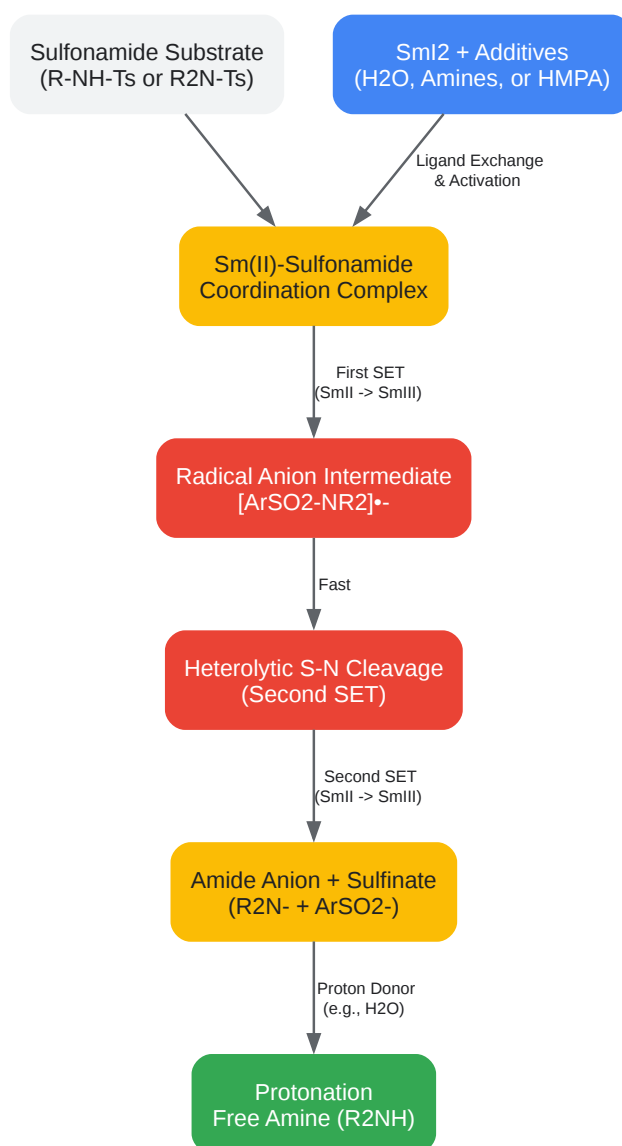 Sulfonamide Substrate
(R-NH-Ts or R2N-Ts)
SmI2 + Additives
(H2O, Amines, or HMPA)
Ligand Exchange
& Activation
Sm(II)-Sulfonamide
Coordination Complex
First SET
(SmII -> SmIII)
Radical Anion Intermediate
[ArSO2-NR2]•-
Fast
Heterolytic S-N Cleavage
(Second SET)
Second SET
(SmII -> SmIII)
Amide Anion + Sulfinate
(R2N- + ArSO2-)
Proton Donor
(e.g., H2O)
Protonation
Free Amine (R2NH)